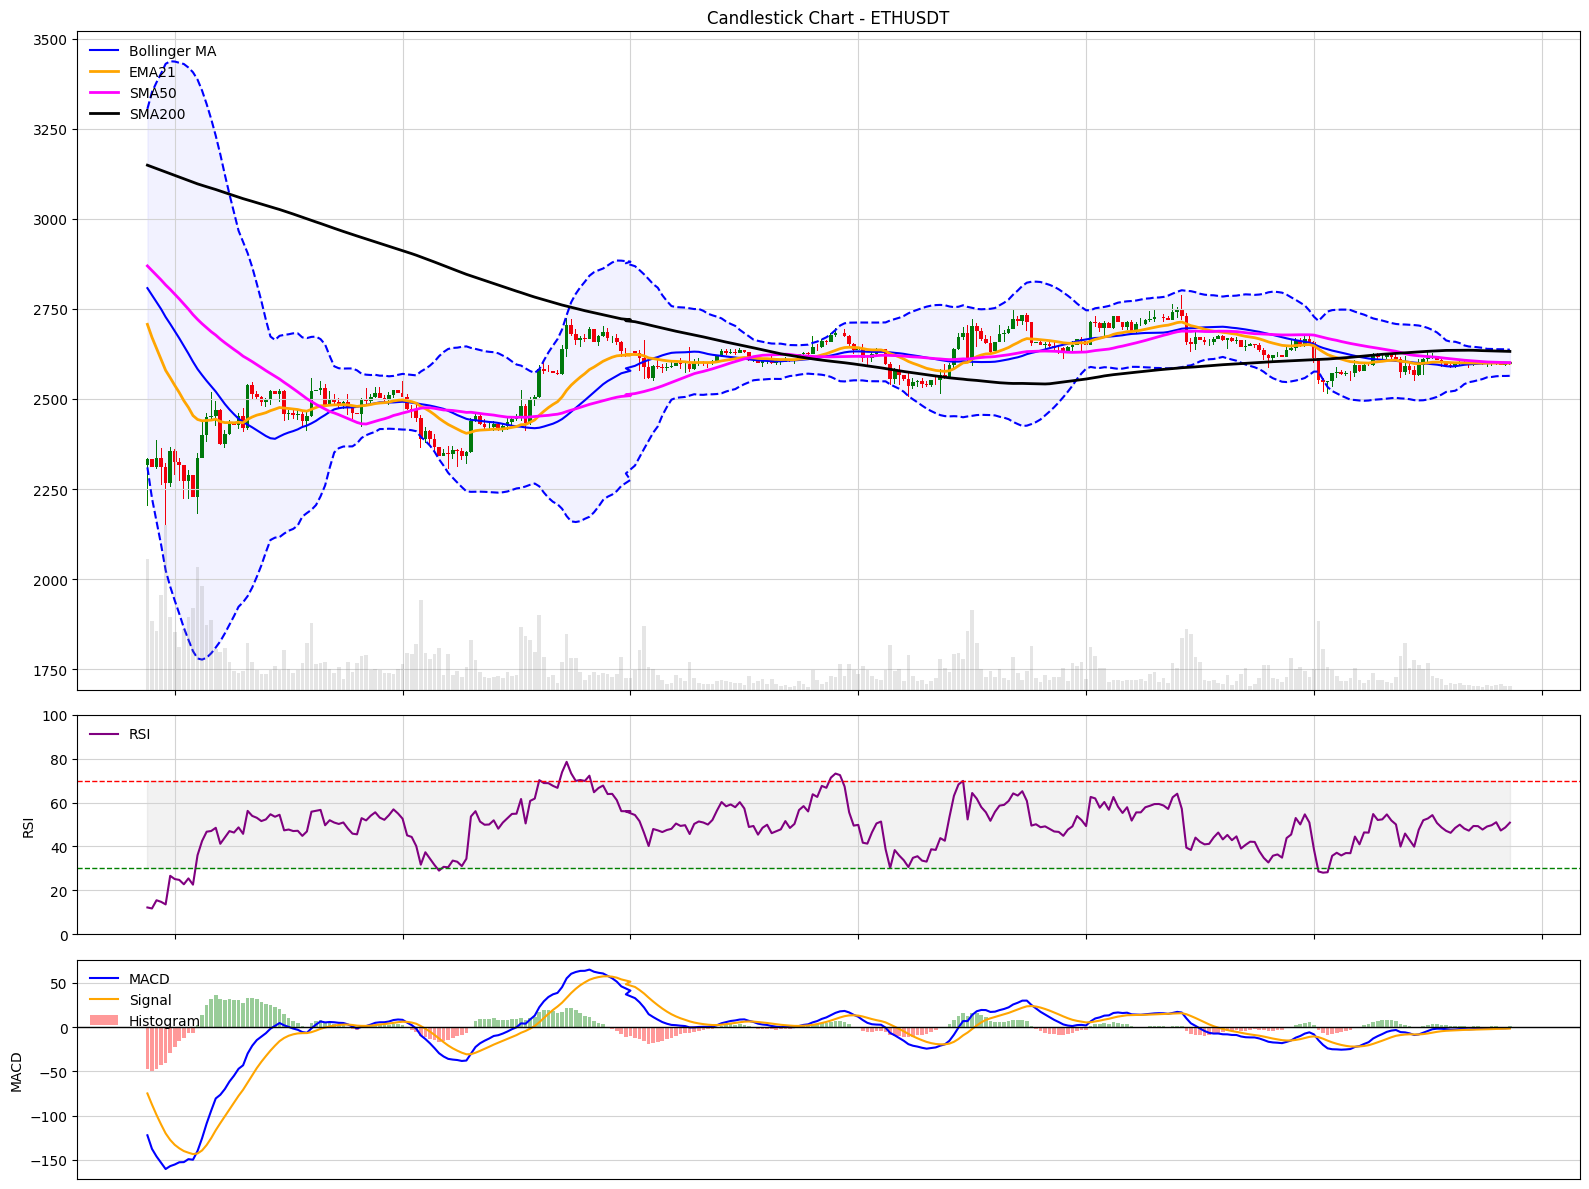 Candlestick Chart - ETHUSDT
Bollinger MA
EMA21
SMA50
SMA200
3500
3250
3000
2750
2500
2250
2000
1750
RSI
RSI
100
80
60
40
20
0
MACD
Signal
Histogram
MACD
50
0
−50
−100
−150